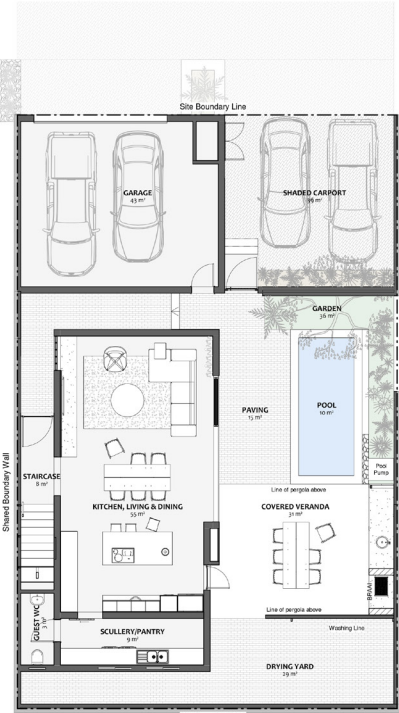 Site Boundary Line
GARAGE
43 m²
SHADED CARPORT
39 m²
GARDEN
36 m²
POOL
10 m²
PAVING
15 m²
Pool
Pump
Shared Boundary Wall
STAIRCASE
8 m²
Line of pergola above
COVERED VERANDA
31 m²
KITCHEN, LIVING & DINING
55 m²
BRAAI
Line of pergola above
GUEST WC
3 m²
SCULLERY/PANTRY
9 m²
Washing Line
DRYING YARD
29 m²